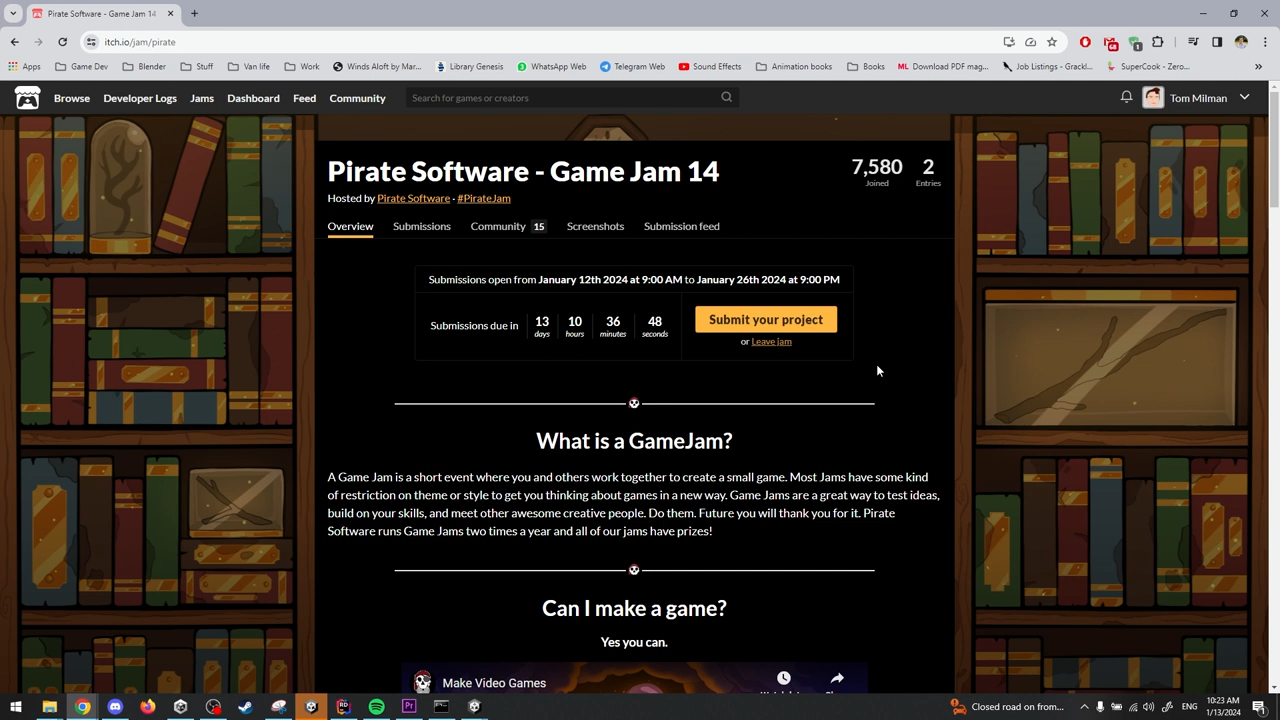 Pirate Software - Game Jam 14
itch.io/jam/pirate
Apps Game Dev Blender Stuff Van life Work Winds Aloft by Mar... Library Genesis WhatsApp Web Telegram Web Sound Effects Animation books Books ML Download PDF mag... Job Listings - Grackl... SuperCook - Zero... »
Browse Developer Logs Jams Dashboard Feed Community Search for games or creators Tom Milman
Pirate Software - Game Jam 14
7,580 2
Joined Entries
Hosted by Pirate Software · #PirateJam
Overview Submissions Community 15 Screenshots Submission feed
Submissions open from January 12th 2024 at 9:00 AM to January 26th 2024 at 9:00 PM
Submissions due in 13 10 36 48
days hours minutes seconds
Submit your project
or Leave jam
What is a GameJam?
A Game Jam is a short event where you and others work together to create a small game. Most Jams have some kind
of restriction on theme or style to get you thinking about games in a new way. Game Jams are a great way to test ideas,
build on your skills, and meet other awesome creative people. Do them. Future you will thank you for it. Pirate
Software runs Game Jams two times a year and all of our jams have prizes!
Can I make a game?
Yes you can.
Make Video Games
Closed road on from... ENG 10:23 AM
1/13/2024